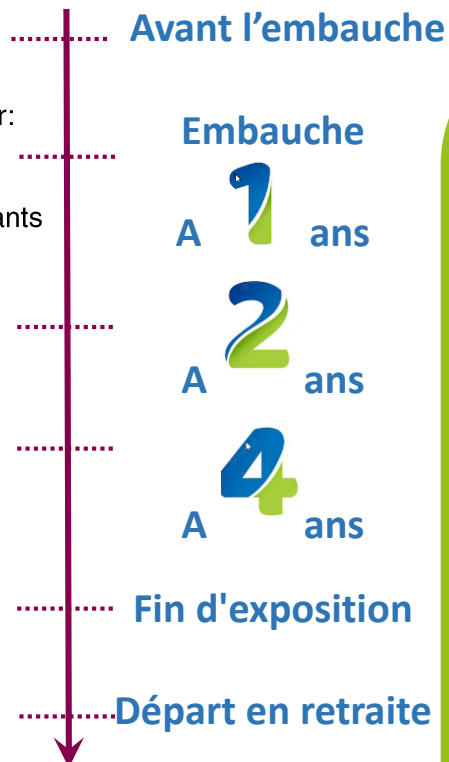 Avant l'embauche
r:
Embauche
ants
A 1 ans
A 2 ans
A 4 ans
Fin d'exposition
Départ en retraite